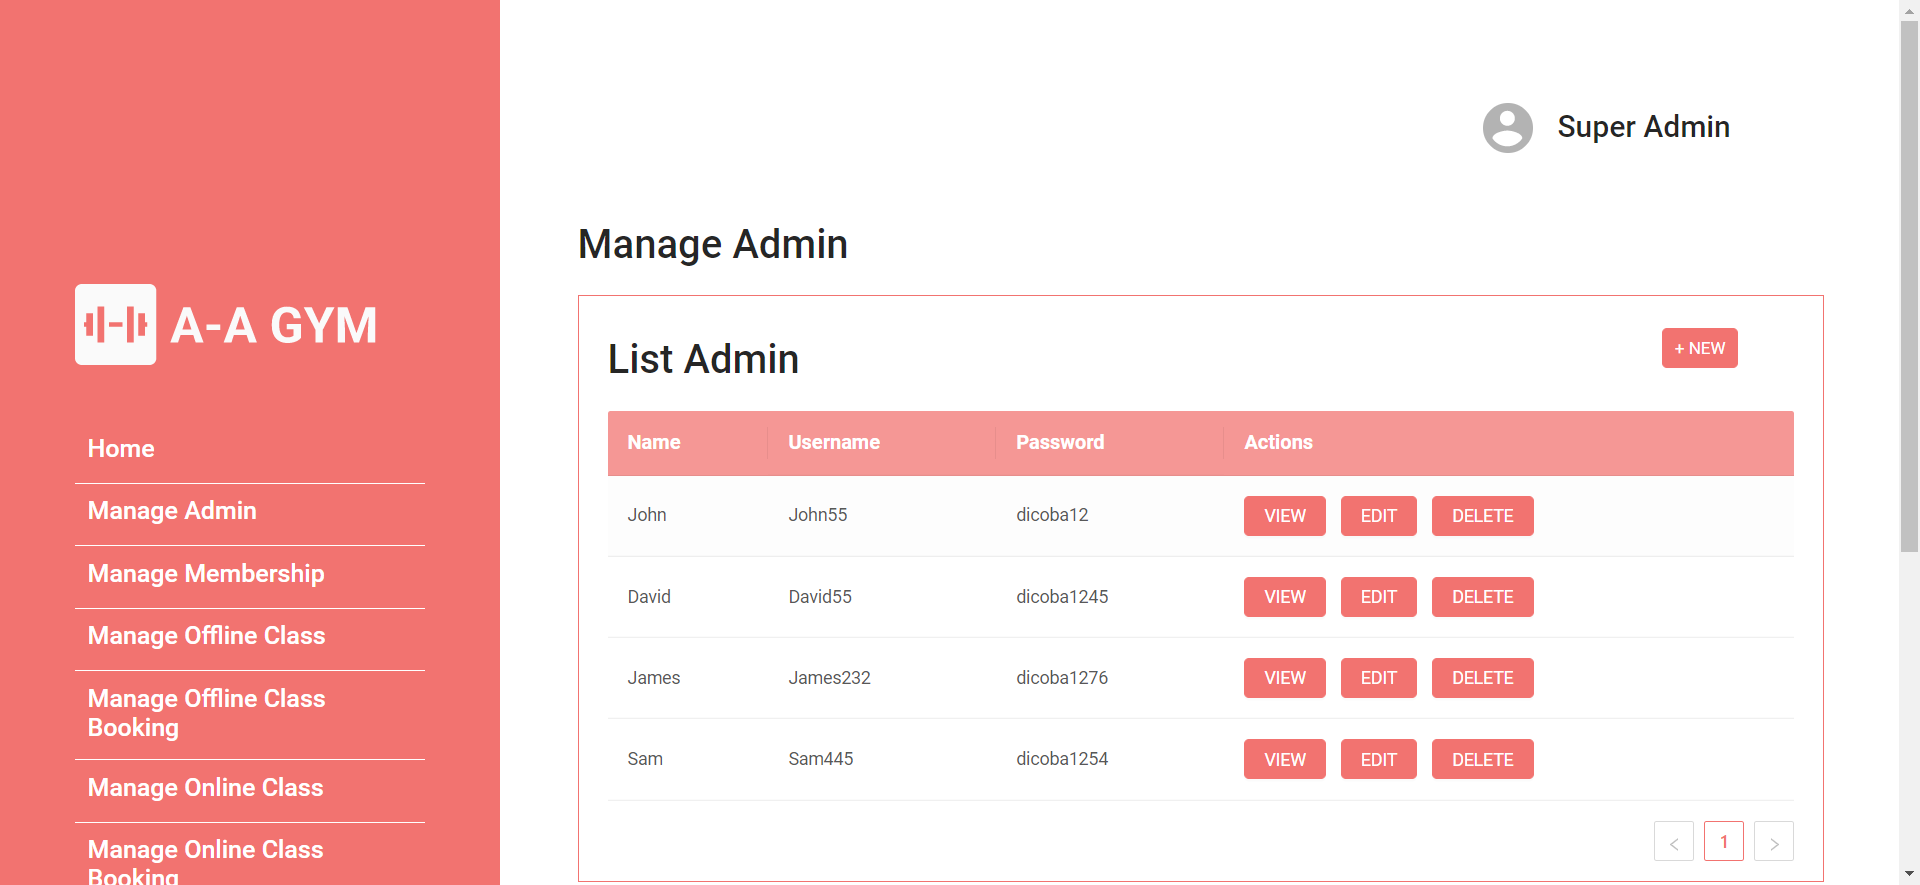 Super Admin
Manage Admin
A-A GYM
List Admin
+ NEW
Name Username Password Actions
John John55 dicoba12 VIEW EDIT DELETE
David David55 dicoba1245 VIEW EDIT DELETE
James James232 dicoba1276 VIEW EDIT DELETE
Sam Sam445 dicoba1254 VIEW EDIT DELETE
< 1 >
Home
Manage Admin
Manage Membership
Manage Offline Class
Manage Offline Class
Booking
Manage Online Class
Manage Online Class
Booking